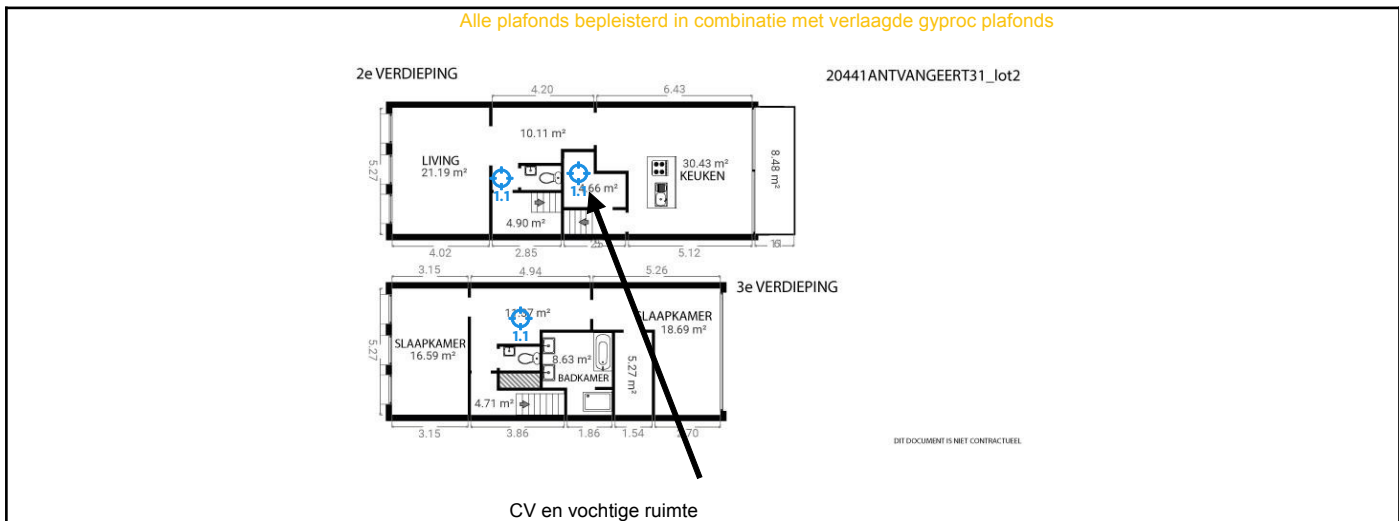 Alle plafonds bepleisterd in combinatie met verlaagde gyproc plafonds
2e VERDIEPING
20441ANTVANGEERT31_lot2
4.20 6.43
10.11 m²
LIVING
21.19 m²
30.43 m²
KEUKEN
8.48 m²
5.27
1.1
1.1
4.66 m²
4.90 m²
4.02 2.85 5.12
3.15 4.94 5.26
3e VERDIEPING
SLAAPKAMER
18.69 m²
1.1
SLAAPKAMER
16.59 m²
5.27
8.63 m²
BADKAMER
5.27 m²
4.71 m²
3.15 3.86 1.86 1.54
DIT DOCUMENT IS NIET CONTRACTUEEL
CV en vochtige ruimte